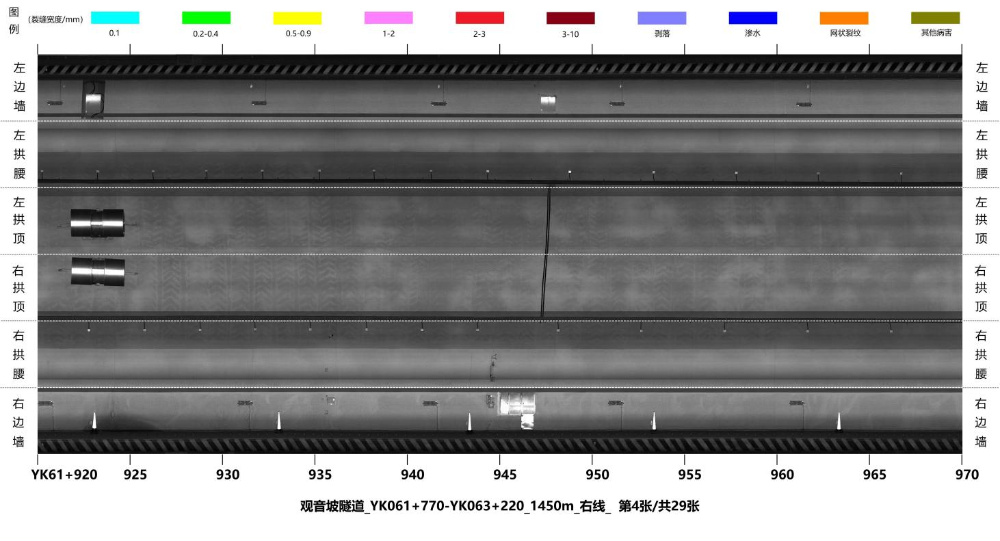 图例 (裂缝宽度/mm) 0.1 0.2-0.4 0.5-0.9 1-2 2-3 3-10 剥落 渗水 网状裂纹 其他病害
左边墙 左边墙
左拱腰 左拱腰
左拱顶 左拱顶
右拱顶 右拱顶
右拱腰 右拱腰
右边墙 右边墙
YK61+920 925 930 935 940 945 950 955 960 965 970
观音坡隧道_YK061+770-YK063+220_1450m_右线_ 第4张/共29张